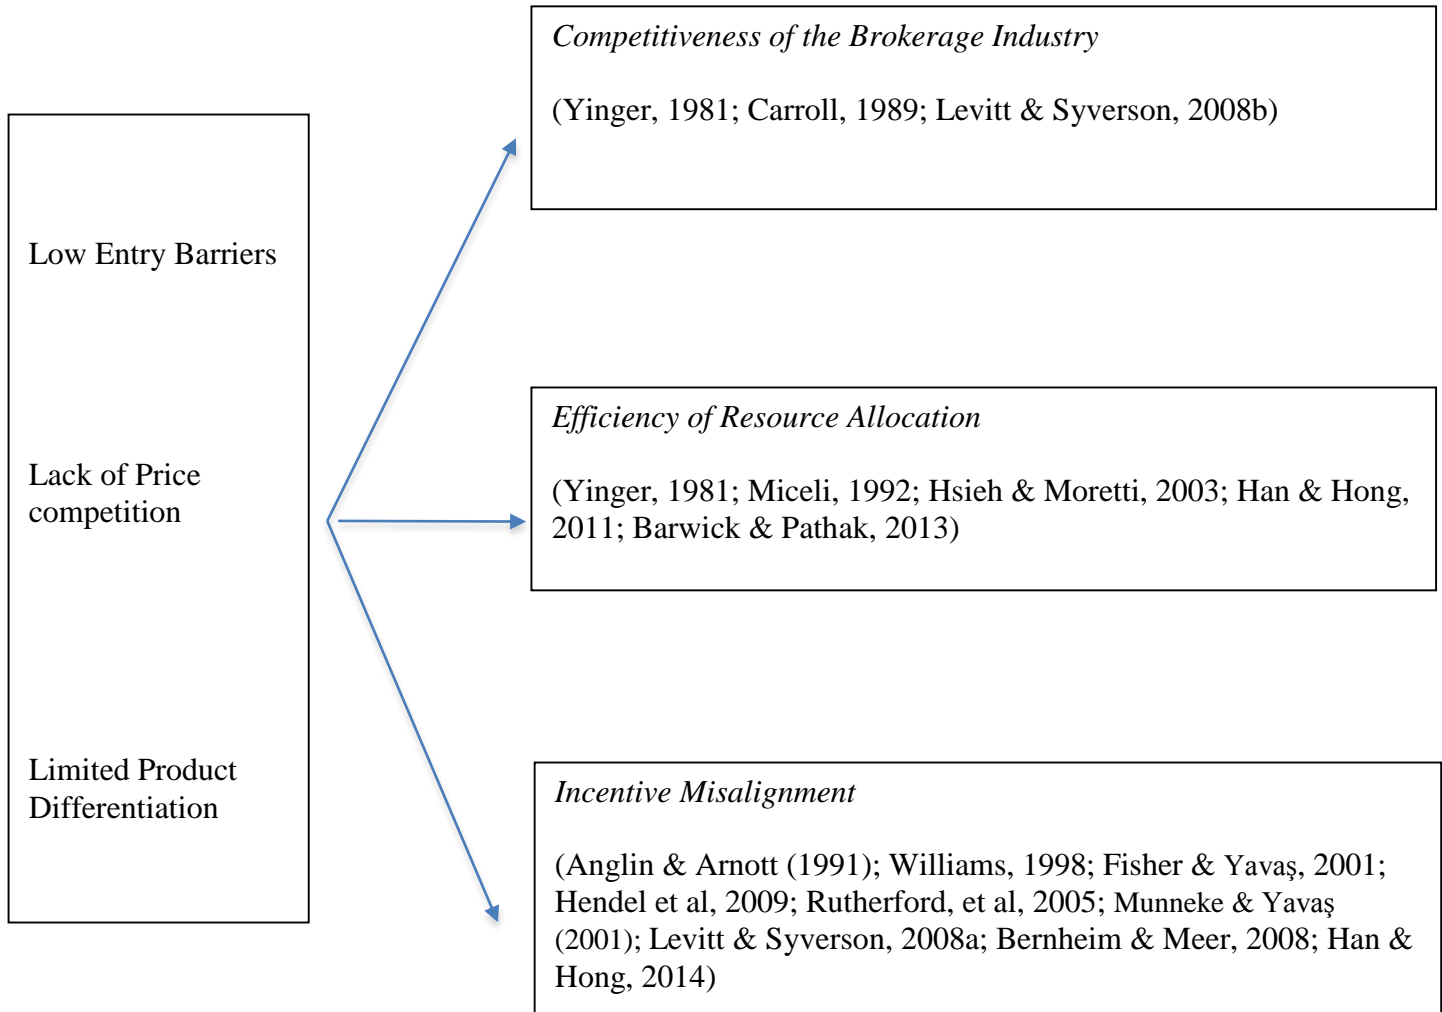 Low Entry Barriers
Lack of Price
competition
Limited Product
Differentiation
Competitiveness of the Brokerage Industry
(Yinger, 1981; Carroll, 1989; Levitt & Syverson, 2008b)
Efficiency of Resource Allocation
(Yinger, 1981; Miceli, 1992; Hsieh & Moretti, 2003; Han & Hong,
2011; Barwick & Pathak, 2013)
Incentive Misalignment
(Anglin & Arnott (1991); Williams, 1998; Fisher & Yavaş, 2001;
Hendel et al, 2009; Rutherford, et al, 2005; Munneke & Yavaş
(2001); Levitt & Syverson, 2008a; Bernheim & Meer, 2008; Han &
Hong, 2014)